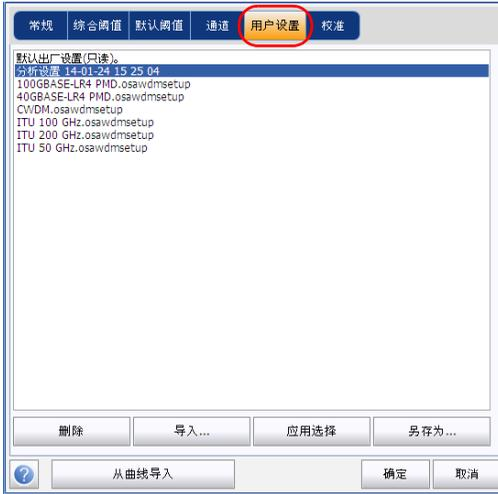 常规 综合阈值 默认阈值 通道 用户设置 校准
默认出厂设置(只读)。
分析设置 14-01-24 15 25 04
100GBASE-LR4 PMD.osawdmsetup
40GBASE-LR4 PMD.osawdmsetup
CWDM.osawdmsetup
ITU 100 GHz.osawdmsetup
ITU 200 GHz.osawdmsetup
ITU 50 GHz.osawdmsetup
删除 导入... 应用选择 另存为...
? 从曲线导入 确定 取消